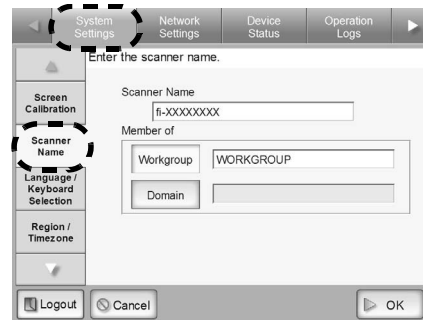 System Settings
Network Settings
Device Status
Operation Logs
Enter the scanner name.
Screen Calibration
Scanner Name
Language / Keyboard Selection
Region / Timezone
Scanner Name
fi-XXXXXXXX
Member of
Workgroup
WORKGROUP
Domain
Logout
Cancel
OK